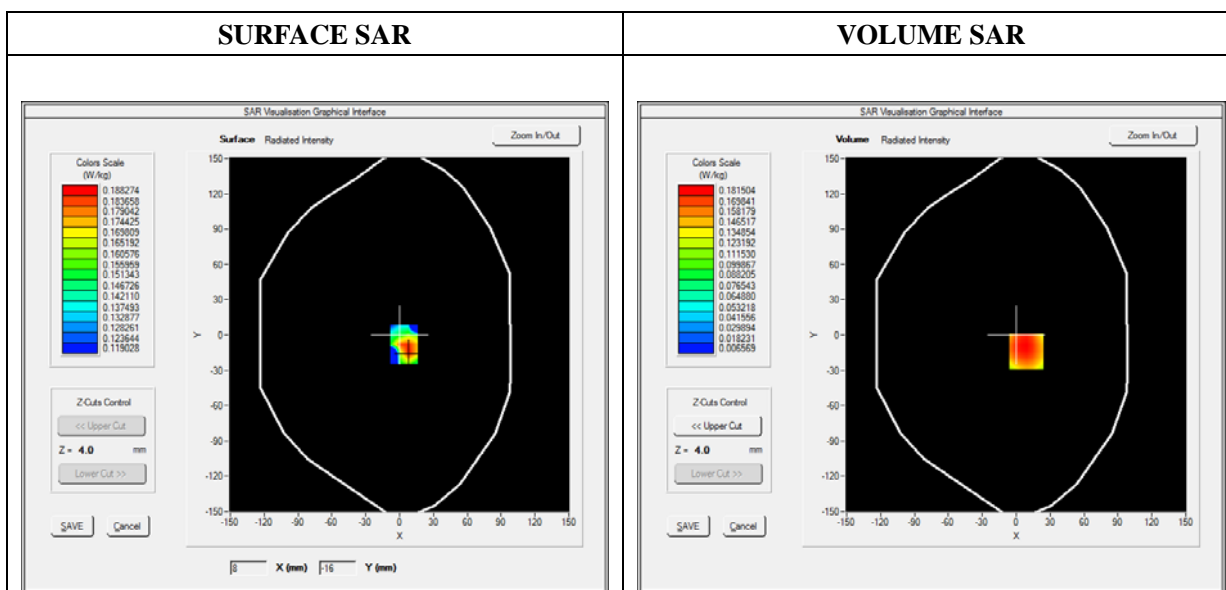 SURFACE SAR
VOLUME SAR
SAR Visualisation Graphical Interface
Surface Radiated Intensity
Zoom In/Out
Colors Scale
(W/kg)
0.188274
0.183658
0.179042
0.174425
0.169809
0.165192
0.160576
0.155959
0.151343
0.146726
0.142110
0.137493
0.132877
0.128261
0.123644
0.119028
Z-Cuts Control
<< Upper Cut
Z = 4.0 mm
Lower Cut >>
SAVE Cancel
150
120
90
60
30
0
-30
-60
-90
-120
-150
Y
-150 -120 -90 -60 -30 0 30 60 90 120 150
X
8 X (mm) -16 Y (mm)
SAR Visualisation Graphical Interface
Volume Radiated Intensity
Zoom In/Out
Colors Scale
(W/kg)
0.181504
0.169841
0.158179
0.146517
0.134854
0.123192
0.111530
0.099867
0.088205
0.076543
0.064880
0.053218
0.041556
0.029894
0.018231
0.006569
Z-Cuts Control
<< Upper Cut
Z = 4.0 mm
Lower Cut >>
SAVE Cancel
150
120
90
60
30
0
-30
-60
-90
-120
-150
Y
-150 -120 -90 -60 -30 0 30 60 90 120 150
X